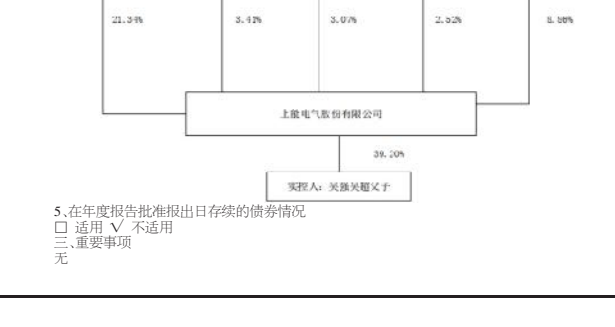 21.34% 3.41% 3.07% 2.52% 8.86%
上能电气股份有限公司
39.20%
实控人：吴强吴超父子
5、在年度报告批准报出日存续的债券情况
□ 适用 √ 不适用
三、重要事项
无